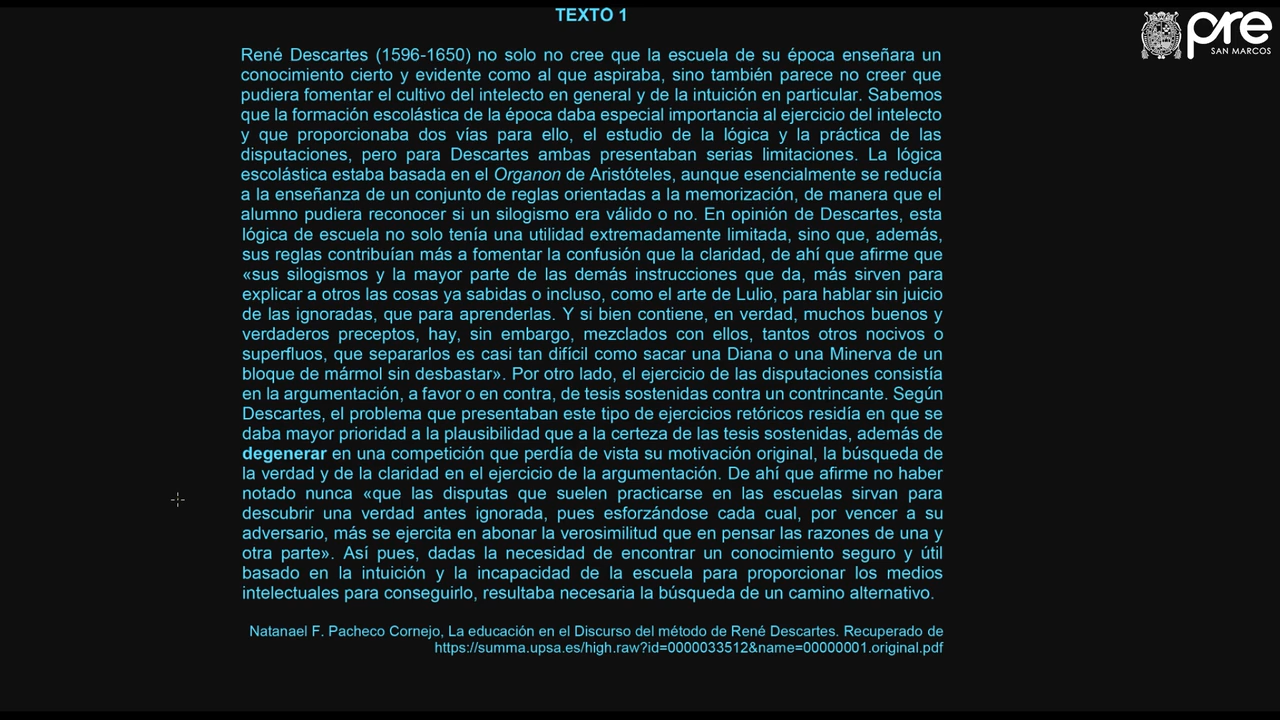 TEXTO 1
pre
SAN MARCOS
René Descartes (1596-1650) no solo no cree que la escuela de su época enseñara un
conocimiento cierto y evidente como al que aspiraba, sino también parece no creer que
pudiera fomentar el cultivo del intelecto en general y de la intuición en particular. Sabemos
que la formación escolástica de la época daba especial importancia al ejercicio del intelecto
y que proporcionaba dos vías para ello, el estudio de la lógica y la práctica de las
disputaciones, pero para Descartes ambas presentaban serias limitaciones. La lógica
escolástica estaba basada en el Organon de Aristóteles, aunque esencialmente se reducía
a la enseñanza de un conjunto de reglas orientadas a la memorización, de manera que el
alumno pudiera reconocer si un silogismo era válido o no. En opinión de Descartes, esta
lógica de escuela no solo tenía una utilidad extremadamente limitada, sino que, además,
sus reglas contribuían más a fomentar la confusión que la claridad, de ahí que afirme que
«sus silogismos y la mayor parte de las demás instrucciones que da, más sirven para
explicar a otros las cosas ya sabidas o incluso, como el arte de Lulio, para hablar sin juicio
de las ignoradas, que para aprenderlas. Y si bien contiene, en verdad, muchos buenos y
verdaderos preceptos, hay, sin embargo, mezclados con ellos, tantos otros nocivos o
superfluos, que separarlos es casi tan difícil como sacar una Diana o una Minerva de un
bloque de mármol sin desbastar». Por otro lado, el ejercicio de las disputaciones consistía
en la argumentación, a favor o en contra, de tesis sostenidas contra un contrincante. Según
Descartes, el problema que presentaban este tipo de ejercicios retóricos residía en que se
daba mayor prioridad a la plausibilidad que a la certeza de las tesis sostenidas, además de
degenerar en una competición que perdía de vista su motivación original, la búsqueda de
la verdad y de la claridad en el ejercicio de la argumentación. De ahí que afirme no haber
notado nunca «que las disputas que suelen practicarse en las escuelas sirvan para
descubrir una verdad antes ignorada, pues esforzándose cada cual, por vencer a su
adversario, más se ejercita en abonar la verosimilitud que en pensar las razones de una y
otra parte». Así pues, dadas la necesidad de encontrar un conocimiento seguro y útil
basado en la intuición y la incapacidad de la escuela para proporcionar los medios
intelectuales para conseguirlo, resultaba necesaria la búsqueda de un camino alternativo.
Natanael F. Pacheco Cornejo, La educación en el Discurso del método de René Descartes. Recuperado de
https://summa.upsa.es/high.raw?id=0000033512&name=00000001.original.pdf